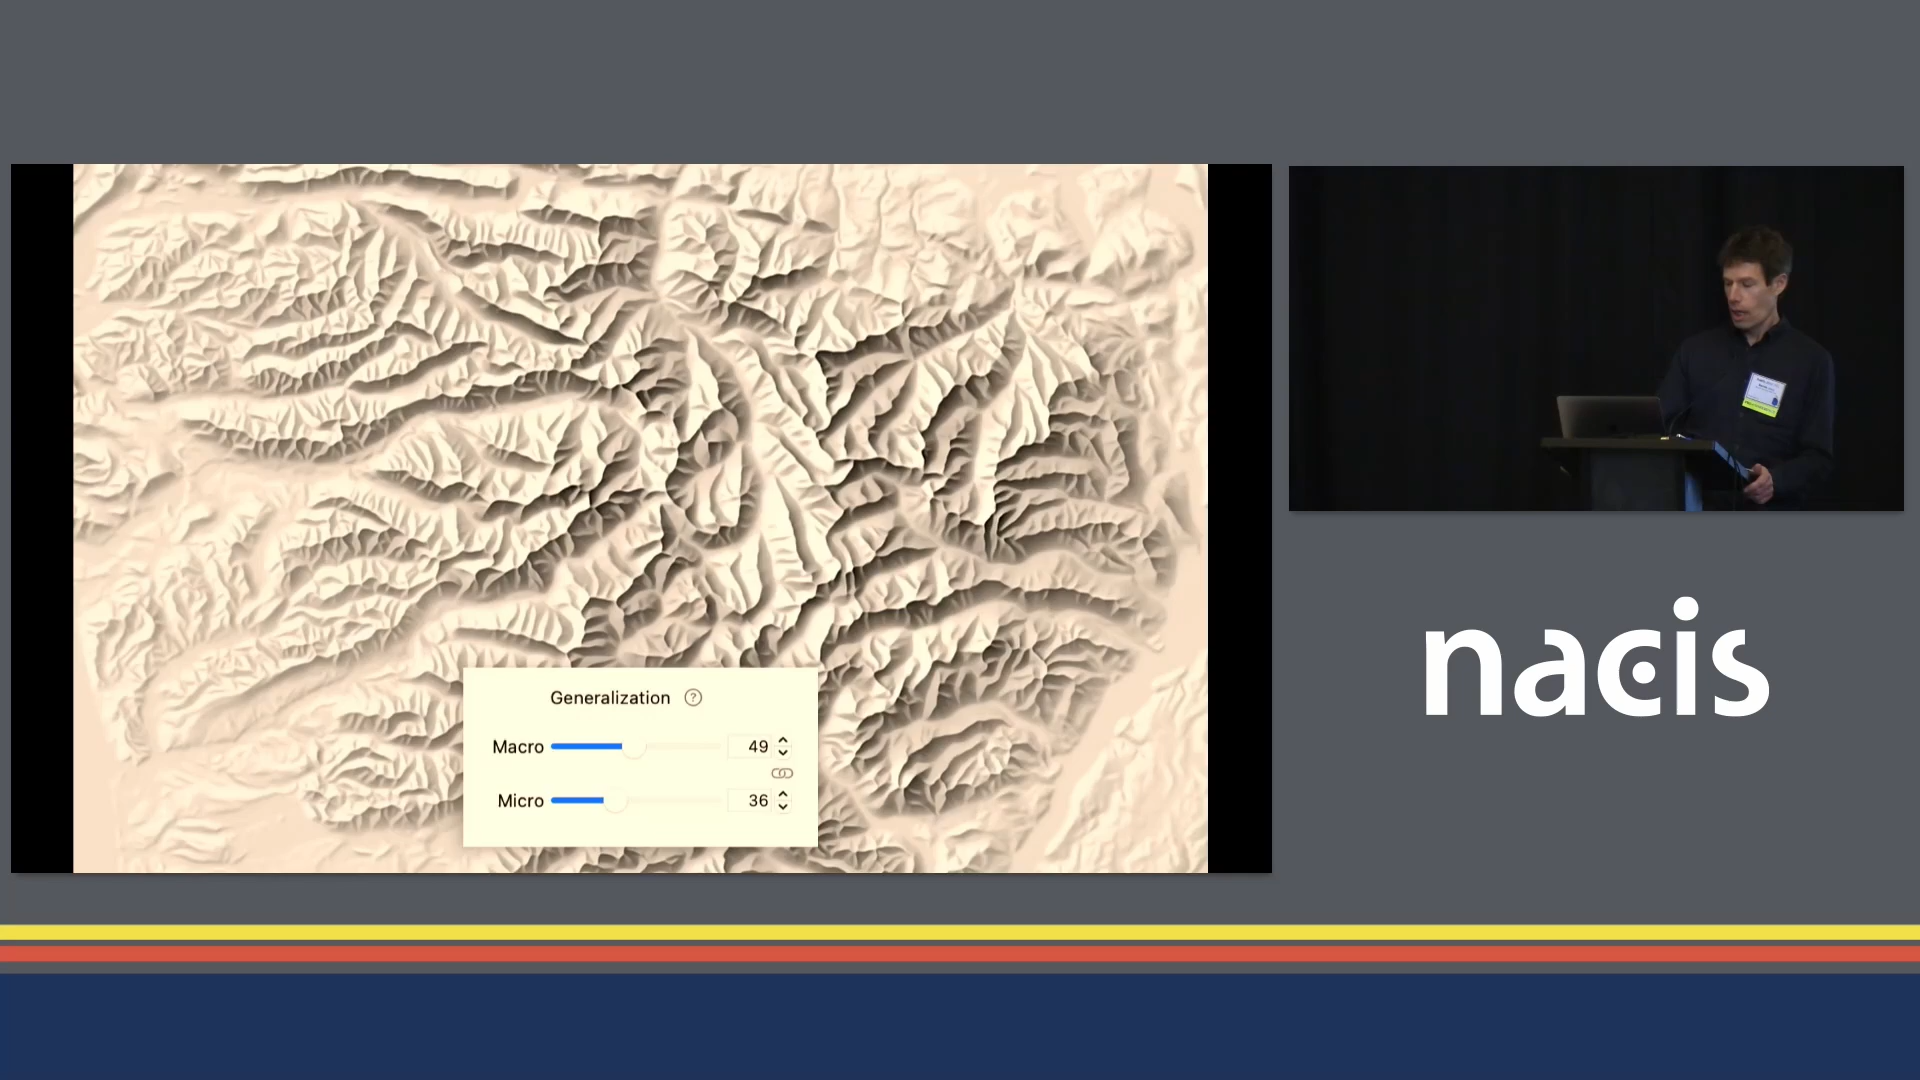 Generalization ?
Macro 49
Micro 36
nacis